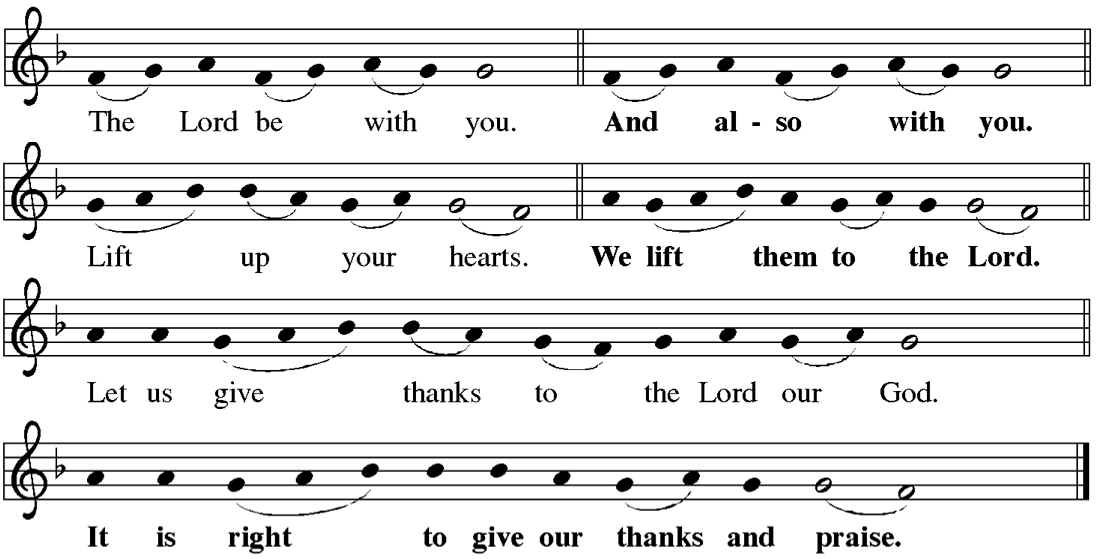 The Lord be with you. And al - so with you.
Lift up your hearts. We lift them to the Lord.
Let us give thanks to the Lord our God.
It is right to give our thanks and praise.